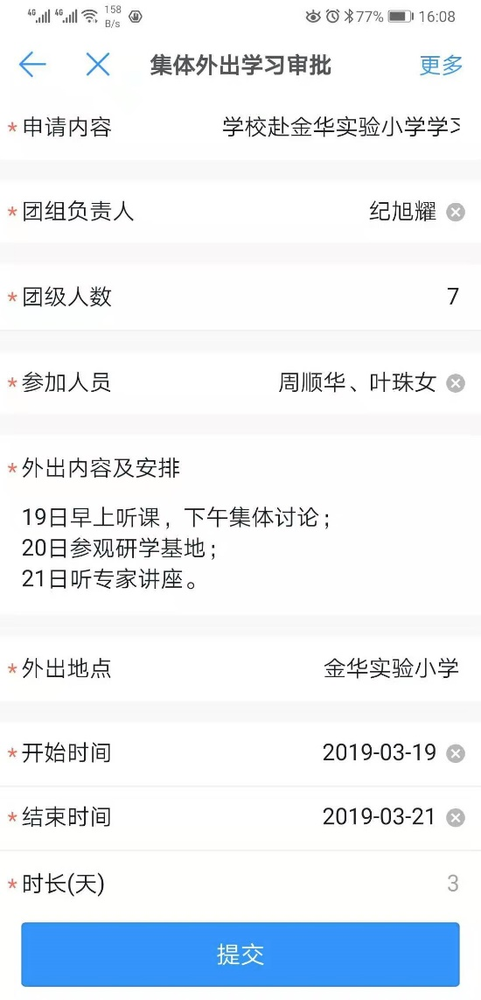 4G 4G 158 B/s 77% 16:08
集体外出学习审批 更多
*申请内容 学校赴金华实验小学学习
*团组负责人 纪旭耀
*团级人数 7
*参加人员 周顺华、叶珠女
*外出内容及安排
19日早上听课，下午集体讨论；
20日参观研学基地；
21日听专家讲座。
*外出地点 金华实验小学
*开始时间 2019-03-19
*结束时间 2019-03-21
*时长(天) 3
提交